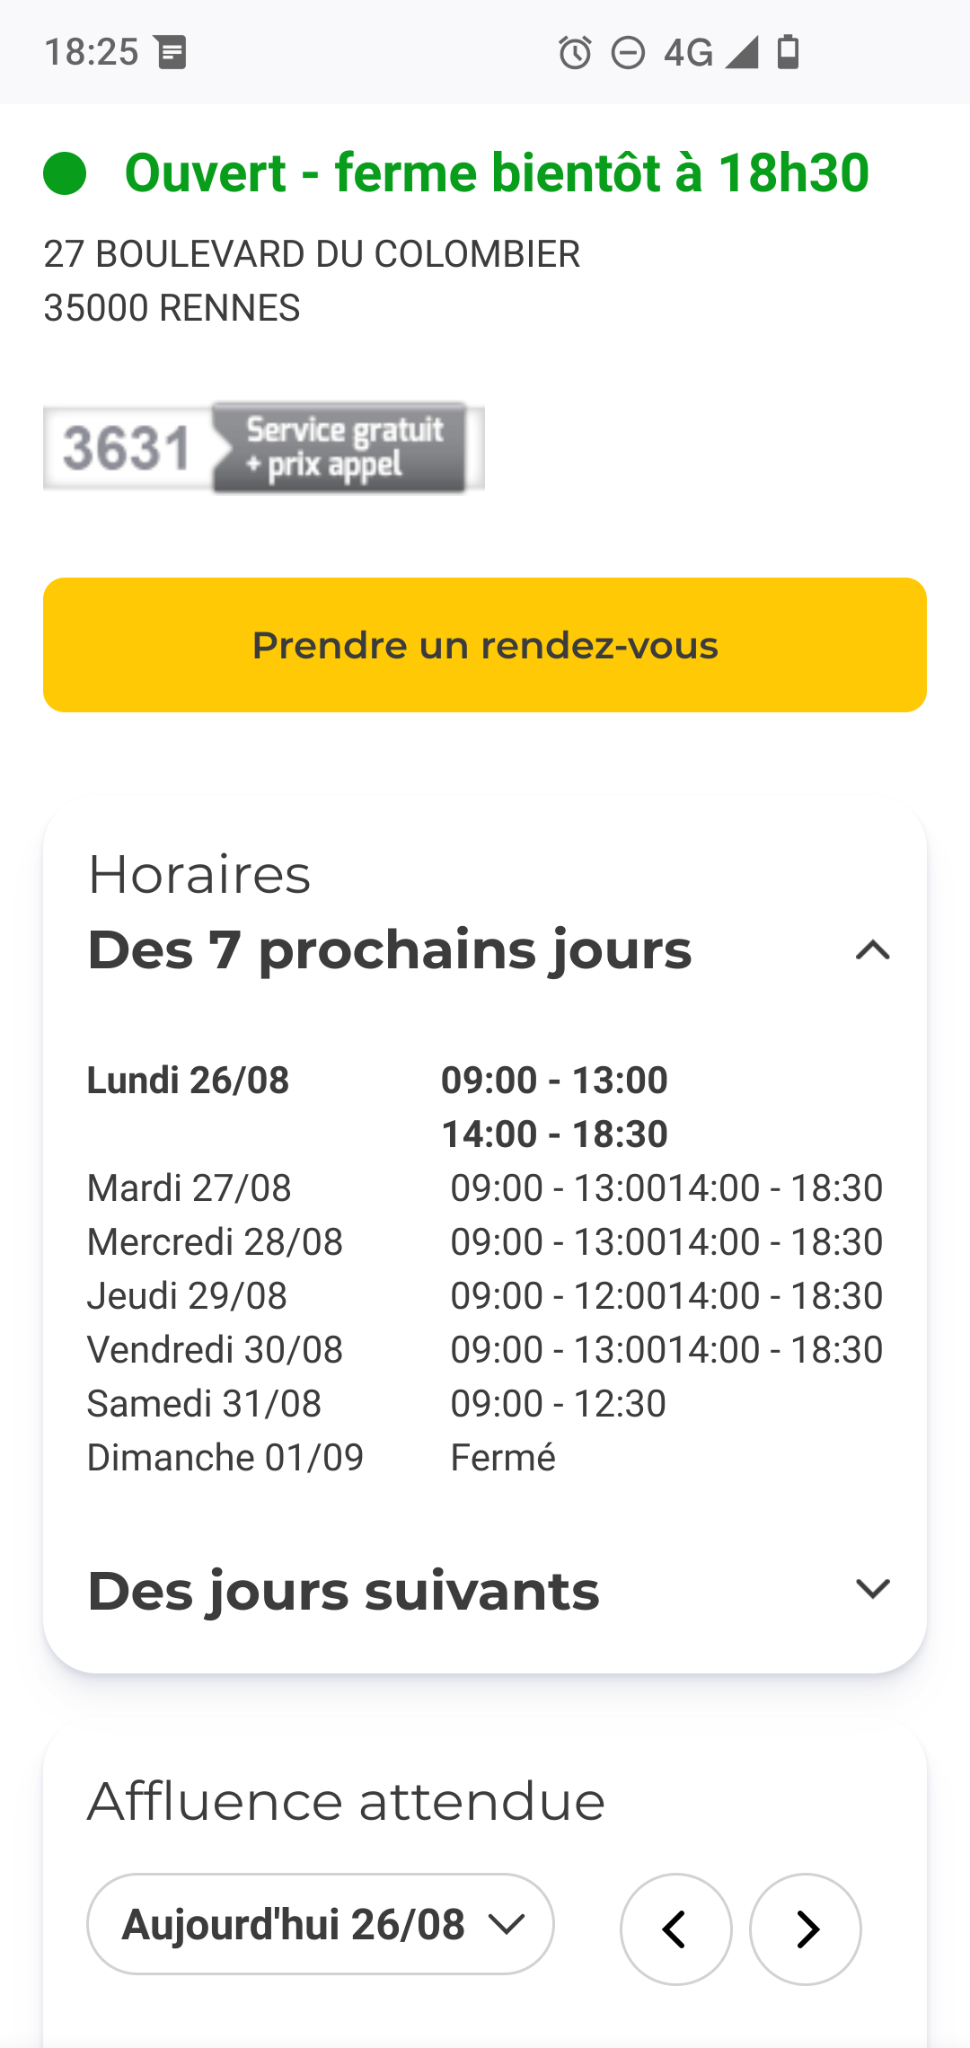 18:25 4G
Ouvert - ferme bientôt à 18h30
27 BOULEVARD DU COLOMBIER
35000 RENNES
3631 Service gratuit
+ prix appel
Prendre un rendez-vous
Horaires
Des 7 prochains jours
Lundi 26/08 09:00 - 13:00
14:00 - 18:30
Mardi 27/08 09:00 - 13:0014:00 - 18:30
Mercredi 28/08 09:00 - 13:0014:00 - 18:30
Jeudi 29/08 09:00 - 12:0014:00 - 18:30
Vendredi 30/08 09:00 - 13:0014:00 - 18:30
Samedi 31/08 09:00 - 12:30
Dimanche 01/09 Fermé
Des jours suivants
Affluence attendue
Aujourd'hui 26/08